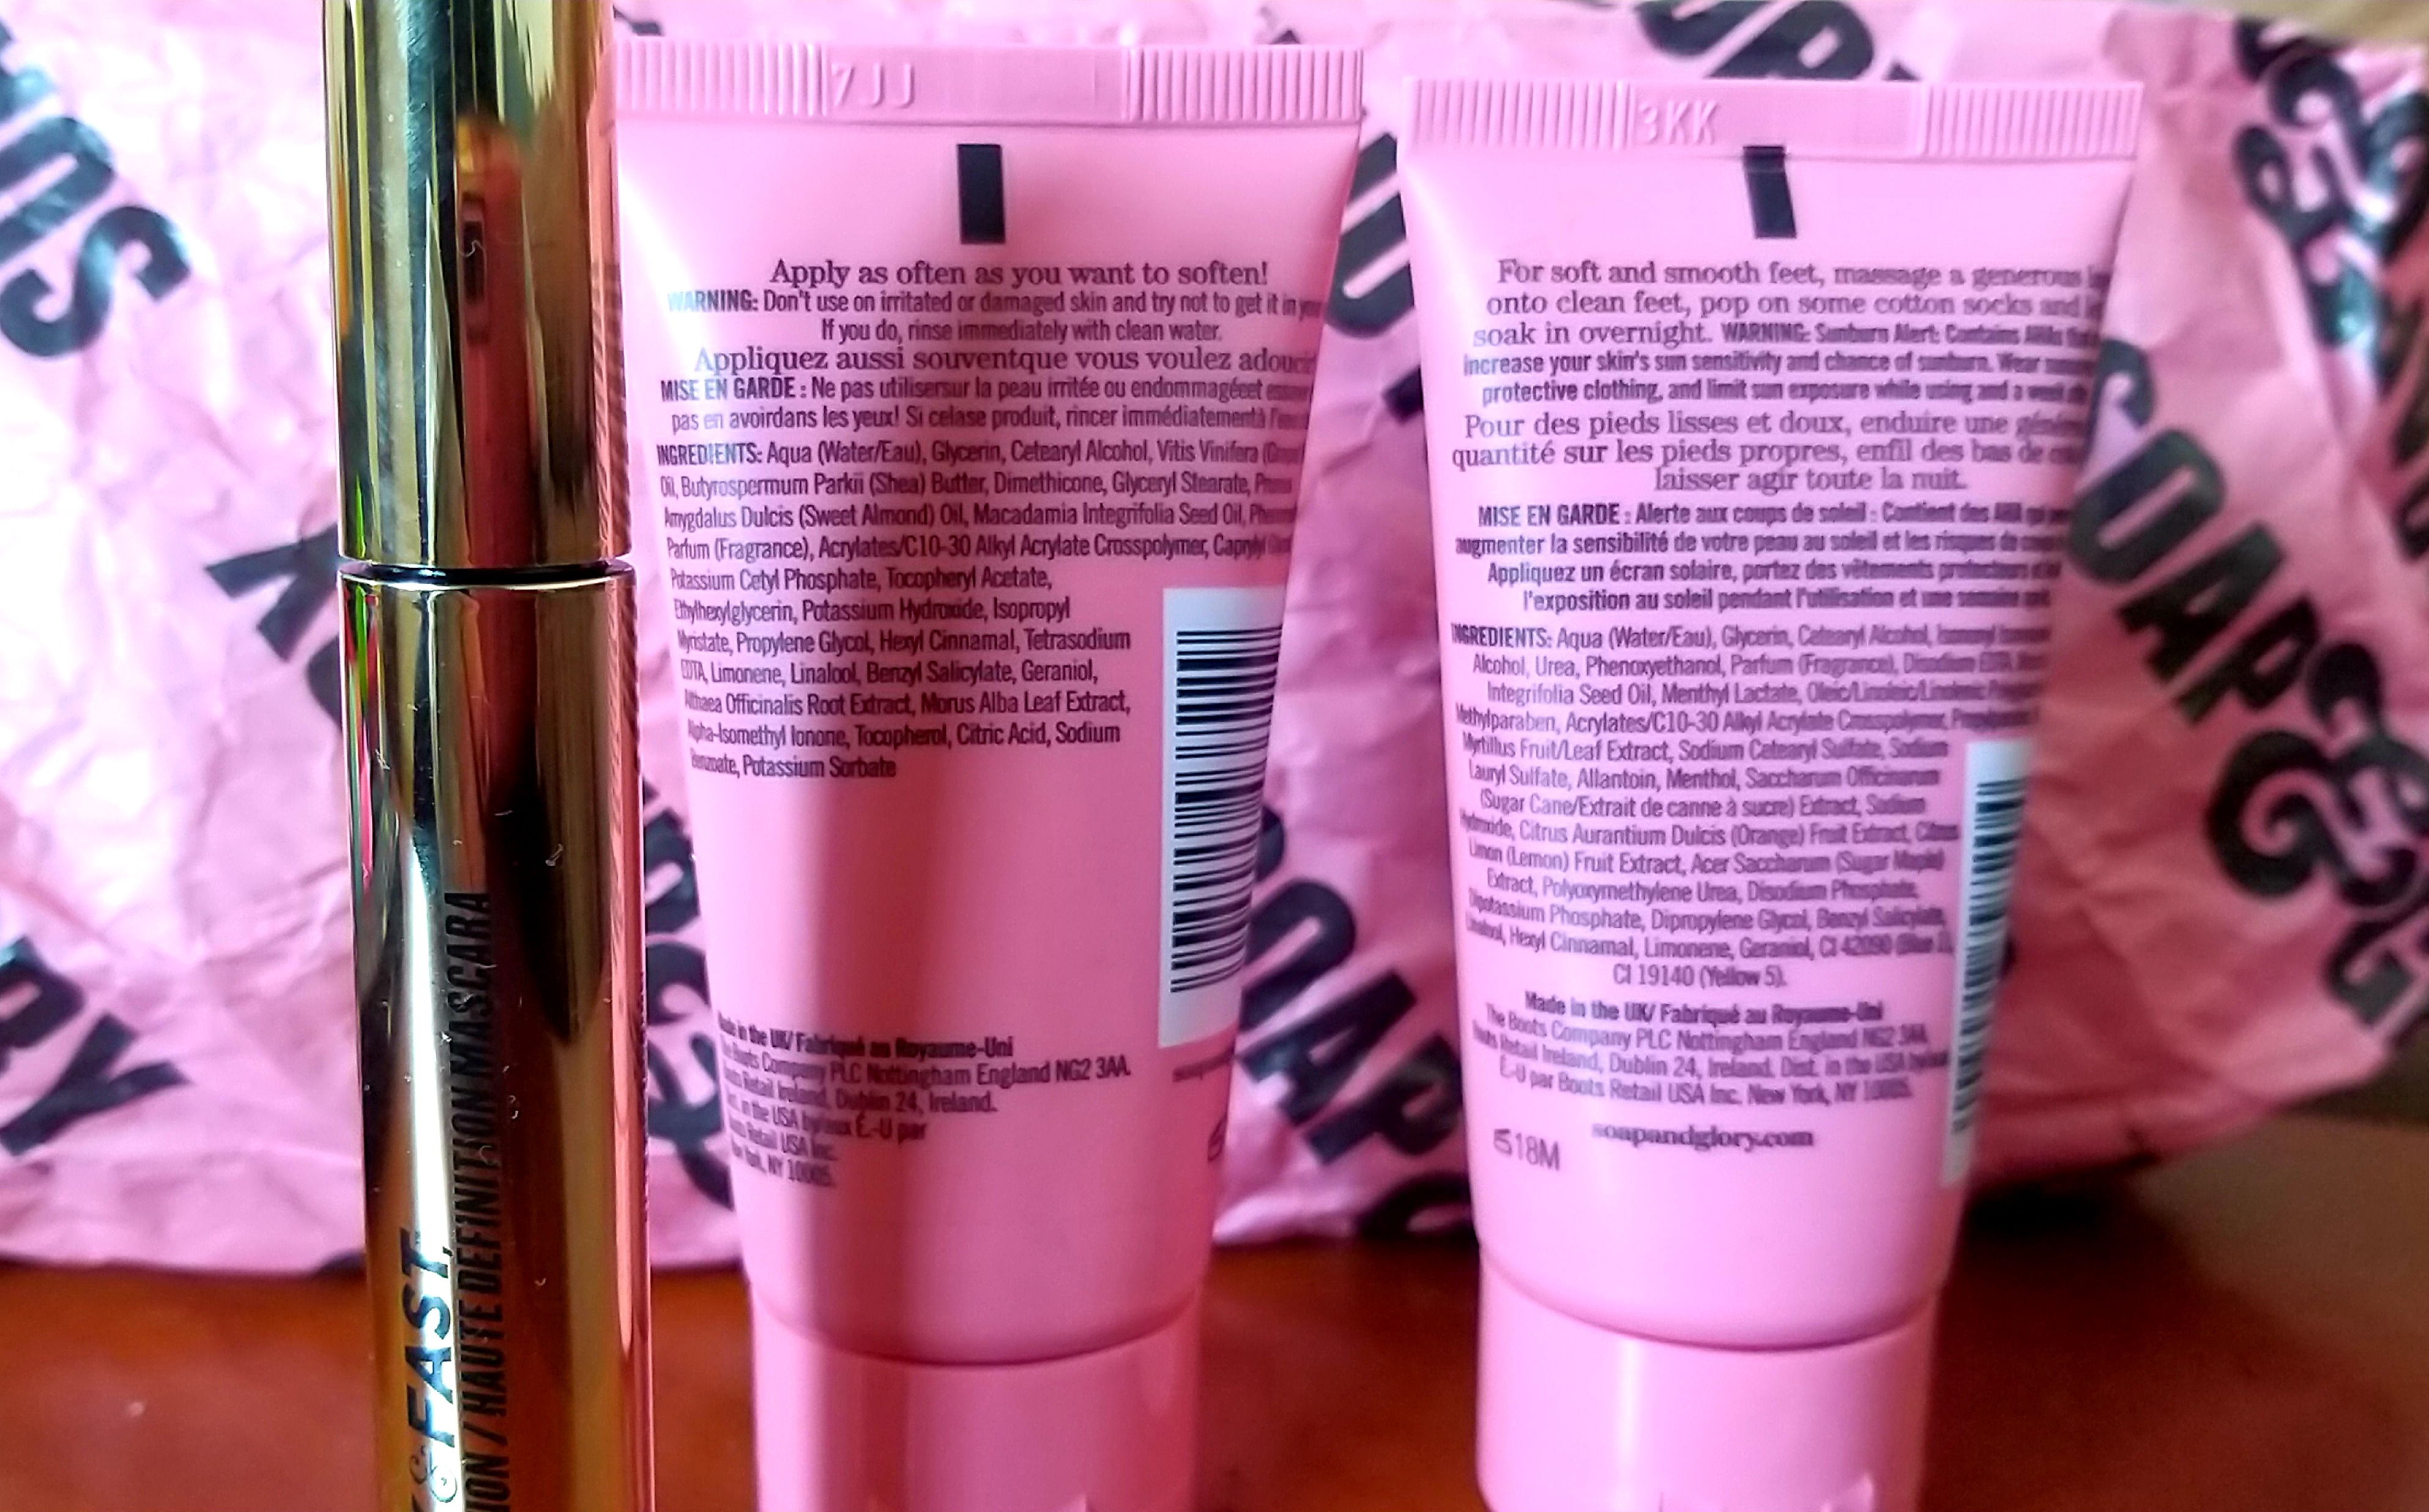 & FAST
HAUTE DEFINITION MASCARA
7JJ
Apply as often as you want to soften!
WARNING: Don't use on irritated or damaged skin and try not to get it in
If you do, rinse immediately with clean water.
Appliquez aussi souventque vous voulez
MISE EN GARDE : Ne pas utilisersur la peau irritée ou endommagéeet
pas en avoirdans les yeux! Si celase produit, rincer immédiatementà
INGREDIENTS: Aqua (Water/Eau), Glycerin, Cetearyl Alcohol, Vitis Vinifera
Oil, Butyrospermum Parkii (Shea) Butter, Dimethicone, Glyceryl Stearate,
Amygdalus Dulcis (Sweet Almond) Oil, Macadamia Integrifolia Seed Oil,
Parfum (Fragrance), Acrylates/C10-30 Alkyl Acrylate Crosspolymer,
Potassium Cetyl Phosphate, Tocopheryl Acetate,
Ethylhexylglycerin, Potassium Hydroxide, Isopropyl
Myristate, Propylene Glycol, Hexyl Cinnamal, Tetrasodium
EDTA, Limonene, Linalool, Benzyl Salicylate, Geraniol,
Althaea Officinalis Root Extract, Morus Alba Leaf Extract,
Alpha-Isomethyl Ionone, Tocopherol, Citric Acid, Sodium
Benzoate, Potassium Sorbate
Made in the UK/ Fabriqué au Royaume-Uni
The Boots Company PLC Nottingham England NG2 3AA.
Boots Retail Ireland, Dublin 24, Ireland.
Dist. in the USA by/aux É.-U par
Boots Retail USA Inc.
New York, NY 10005.
3KK
For soft and smooth feet, massage a generous
onto clean feet, pop on some cotton socks and
soak in overnight. WARNING: Sunburn Alert: Contains AHAs
increase your skin's sun sensitivity and chance of sunburn. Wear
protective clothing, and limit sun exposure while using and a week
Pour des pieds lisses et doux, enduire une
quantité sur les pieds propres, enfil des bas de
laisser agir toute la nuit.
MISE EN GARDE : Alerte aux coups de soleil : Contient des AHA
augmenter la sensibilité de votre peau au soleil et les risques de
Appliquez un écran solaire, portez des vêtements protecteurs
l'exposition au soleil pendant l'utilisation et une semaine
INGREDIENTS: Aqua (Water/Eau), Glycerin, Cetearyl Alcohol,
Alcohol, Urea, Phenoxyethanol, Parfum (Fragrance), Disodium EDTA,
Integrifolia Seed Oil, Menthyl Lactate, Oleic/Linoleic/Linolenic
Methylparaben, Acrylates/C10-30 Alkyl Acrylate Crosspolymer,
Myrtillus Fruit/Leaf Extract, Sodium Cetearyl Sulfate, Sodium
Lauryl Sulfate, Allantoin, Menthol, Saccharum Officinarum
(Sugar Cane/Extrait de canne à sucre) Extract, Sodium
Hydroxide, Citrus Aurantium Dulcis (Orange) Fruit Extract, Citrus
Limon (Lemon) Fruit Extract, Acer Saccharum (Sugar Maple)
Extract, Polyoxymethylene Urea, Disodium Phosphate,
Dipotassium Phosphate, Dipropylene Glycol, Benzyl Salicylate,
Linalool, Hexyl Cinnamal, Limonene, Geraniol, CI 42090 (Blue 1),
CI 19140 (Yellow 5).
Made in the UK/ Fabriqué au Royaume-Uni
The Boots Company PLC Nottingham England NG2 3AA.
Boots Retail Ireland, Dublin 24, Ireland. Dist. in the USA by/aux
É.-U par Boots Retail USA Inc. New York, NY 10005.
soapandglory.com
18M
SOAP &
SOAP &